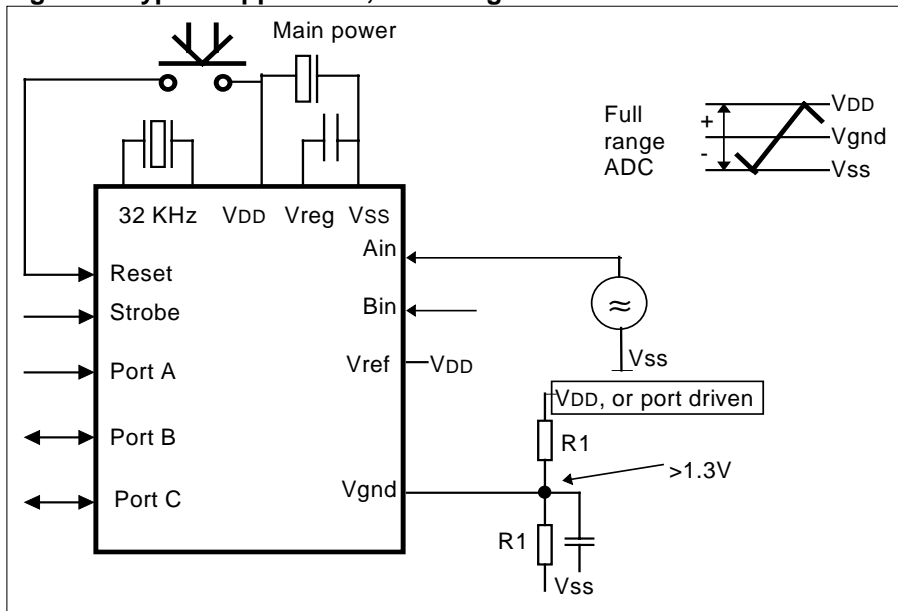 Main power
32 KHz VDD Vreg Vss
Reset
Strobe
Port A
Port B
Port C
Ain
Bin
Vref
VDD
Vgnd
Vss
VDD, or port driven
R1
>1.3V
R1
Vss
Full
range
ADC
+
-
VDD
Vgnd
Vss